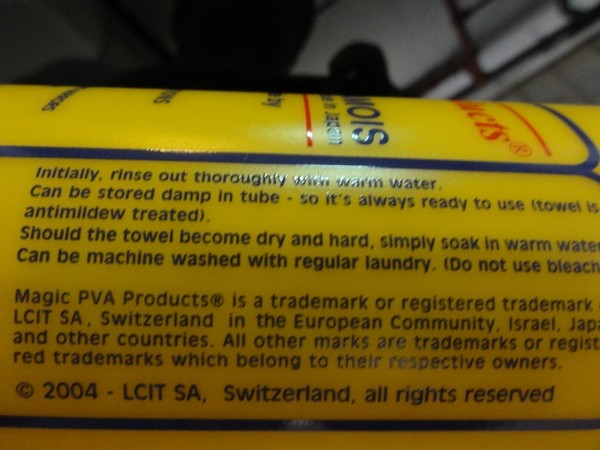 MOIS
Initially, rinse out thoroughly with warm water.
Can be stored damp in tube - so it's always ready to use (towel is
antimildew treated).
Should the towel become dry and hard, simply soak in warm water
Can be machine washed with regular laundry. (Do not use bleach
Magic PVA Products® is a trademark or registered trademark
LCIT SA, Switzerland in the European Community, Israel, Japa
and other countries. All other marks are trademarks or regist
red trademarks which belong to their respective owners.
© 2004 - LCIT SA, Switzerland, all rights reserved